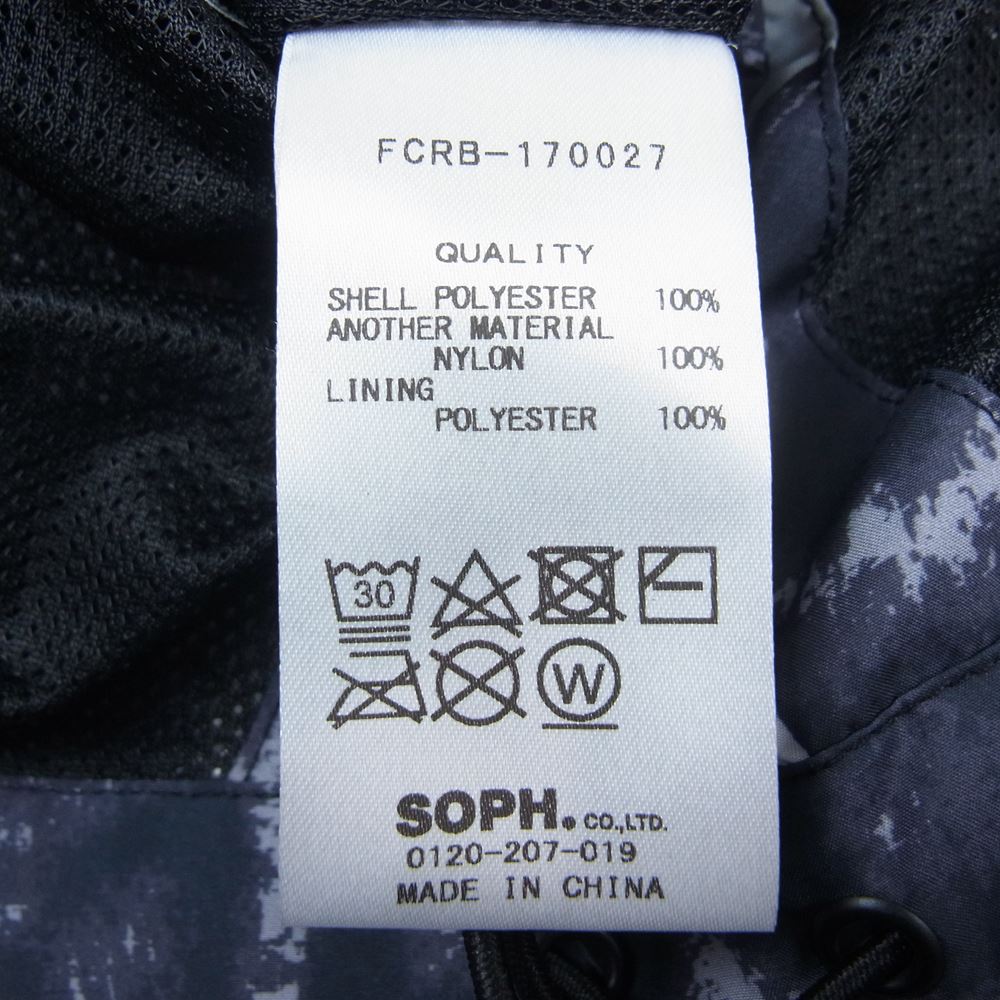 FCRB-170027
QUALITY
SHELL POLYESTER 100%
ANOTHER MATERIAL
NYLON 100%
LINING
POLYESTER 100%
30
W
SOPH. CO.,LTD.
0120-207-019
MADE IN CHINA